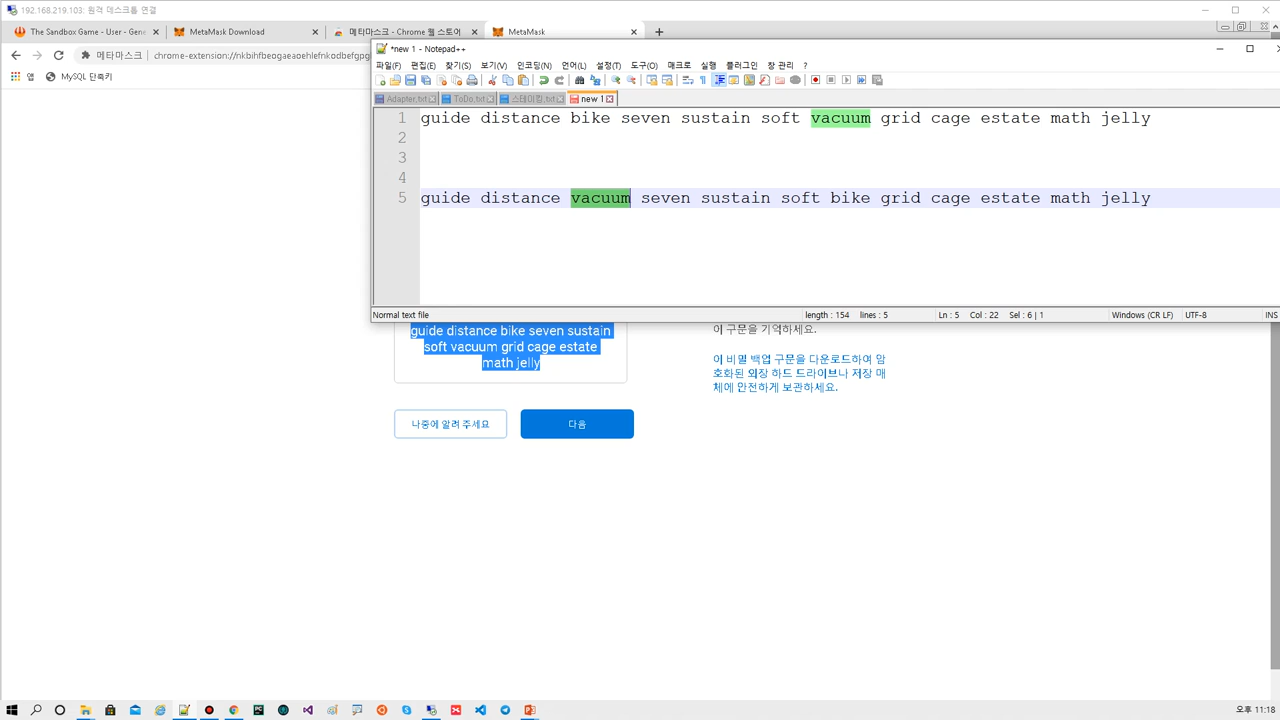 192.168.219.103: 원격 데스크톱 연결
The Sandbox Game - User - Gene
MetaMask Download
메타마스크 - Chrome 웹 스토어
MetaMask
메타마스크
앱
MySQL 단축키
*new 1 - Notepad++
파일(F) 편집(E) 찾기(S) 보기(V) 인코딩(N) 언어(L) 설정(T) 도구(O) 매크로 실행 플러그인 창 관리 ?
Adapter.txt ToDo.txt 스테이킹.txt new 1
1 guide distance bike seven sustain soft vacuum grid cage estate math jelly
2
3
4
5 guide distance vacuum seven sustain soft bike grid cage estate math jelly
Normal text file length : 154 lines : 5 Ln : 5 Col : 22 Sel : 6 | 1 Windows (CR LF) UTF-8 INS
guide distance bike seven sustain
soft vacuum grid cage estate
math jelly
이 구문을 기억하세요.
이 비밀 백업 구문을 다운로드하여 암
호화된 외장 하드 드라이브나 저장 매
체에 안전하게 보관하세요.
나중에 알려 주세요
다음
오후 11:18